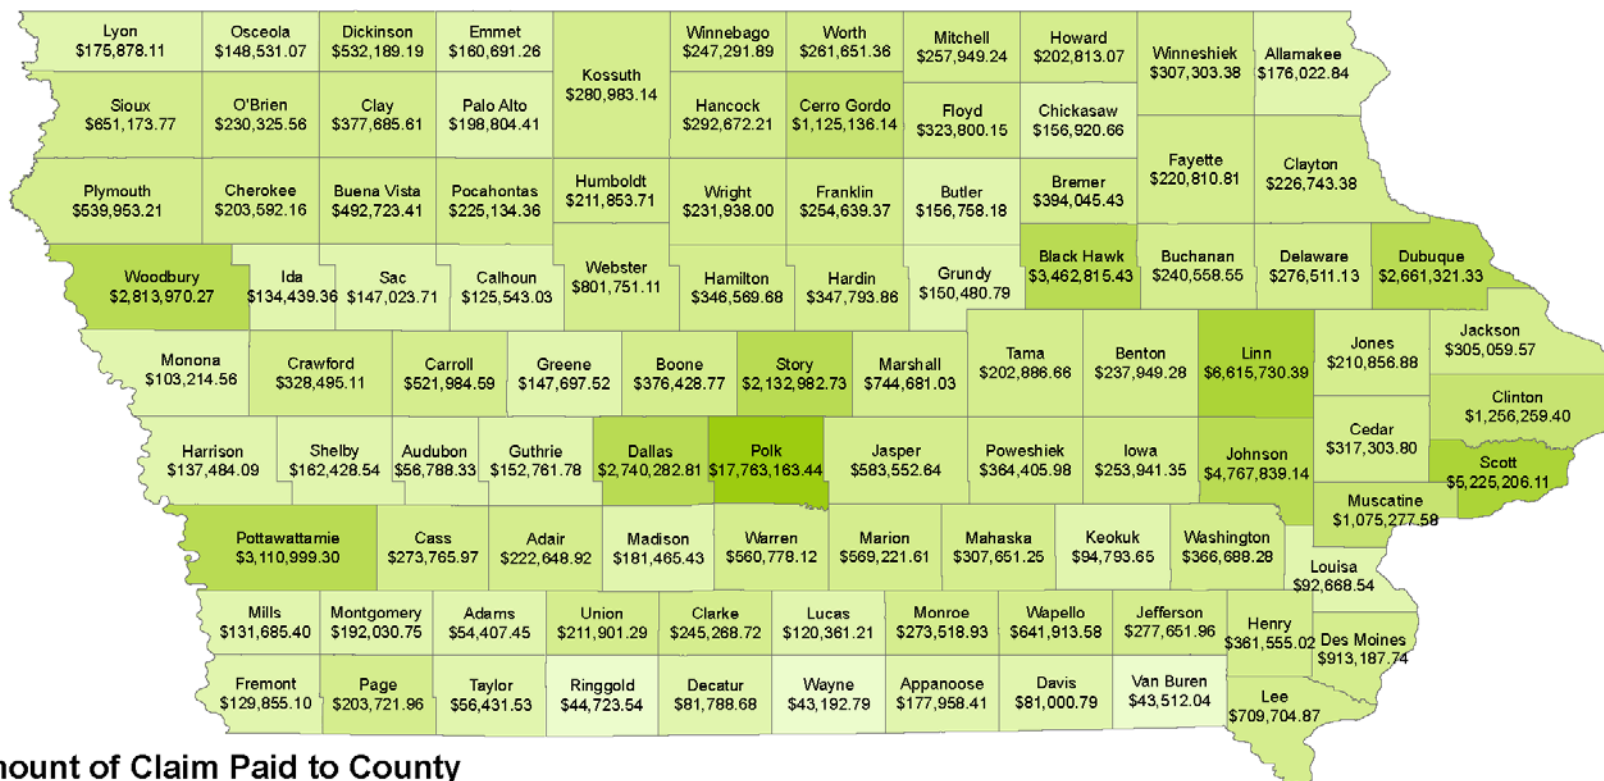 Lyon
$175,878.11
Osceola
$148,531.07
Dickinson
$532,189.19
Emmet
$160,691.26
Kossuth
$280,983.14
Winnebago
$247,291.89
Worth
$261,651.36
Mitchell
$257,949.24
Howard
$202,813.07
Winneshiek
$307,303.38
Allamakee
$176,022.84
Sioux
$651,173.77
O'Brien
$230,325.56
Clay
$377,685.61
Palo Alto
$198,804.41
Hancock
$292,672.21
Cerro Gordo
$1,125,136.14
Floyd
$323,800.15
Chickasaw
$156,920.66
Fayette
$220,810.81
Clayton
$226,743.38
Plymouth
$539,953.21
Cherokee
$203,592.16
Buena Vista
$492,723.41
Pocahontas
$225,134.36
Humboldt
$211,853.71
Wright
$231,938.00
Franklin
$254,639.37
Butler
$156,758.18
Bremer
$394,045.43
Woodbury
$2,813,970.27
Ida
$134,439.36
Sac
$147,023.71
Calhoun
$125,543.03
Webster
$801,751.11
Hamilton
$346,569.68
Hardin
$347,793.86
Grundy
$150,480.79
Black Hawk
$3,462,815.43
Buchanan
$240,558.55
Delaware
$276,511.13
Dubuque
$2,661,321.33
Monona
$103,214.56
Crawford
$328,495.11
Carroll
$521,984.59
Greene
$147,697.52
Boone
$376,428.77
Story
$2,132,982.73
Marshall
$744,681.03
Tama
$202,886.66
Benton
$237,949.28
Linn
$6,615,730.39
Jones
$210,856.88
Jackson
$305,059.57
Clinton
$1,256,259.40
Harrison
$137,484.09
Shelby
$162,428.54
Audubon
$56,788.33
Guthrie
$152,761.78
Dallas
$2,740,282.81
Polk
$17,763,163.44
Jasper
$583,552.64
Poweshiek
$364,405.98
Iowa
$253,941.35
Johnson
$4,767,839.14
Cedar
$317,303.80
Scott
$5,225,206.11
Muscatine
$1,075,277.58
Pottawattamie
$3,110,999.30
Cass
$273,765.97
Adair
$222,648.92
Madison
$181,465.43
Warren
$560,778.12
Marion
$569,221.61
Mahaska
$307,651.25
Keokuk
$94,793.65
Washington
$366,688.28
Louisa
$92,668.54
Mills
$131,685.40
Montgomery
$192,030.75
Adams
$54,407.45
Union
$211,901.29
Clarke
$245,268.72
Lucas
$120,361.21
Monroe
$273,518.93
Wapello
$641,913.58
Jefferson
$277,651.96
Henry
$361,555.02
Des Moines
$913,187.74
Fremont
$129,855.10
Page
$203,721.96
Taylor
$56,431.53
Ringgold
$44,723.54
Decatur
$81,788.68
Wayne
$43,192.79
Appanoose
$177,958.41
Davis
$81,000.79
Van Buren
$43,512.04
Lee
$709,704.87
nount of Claim Paid to County